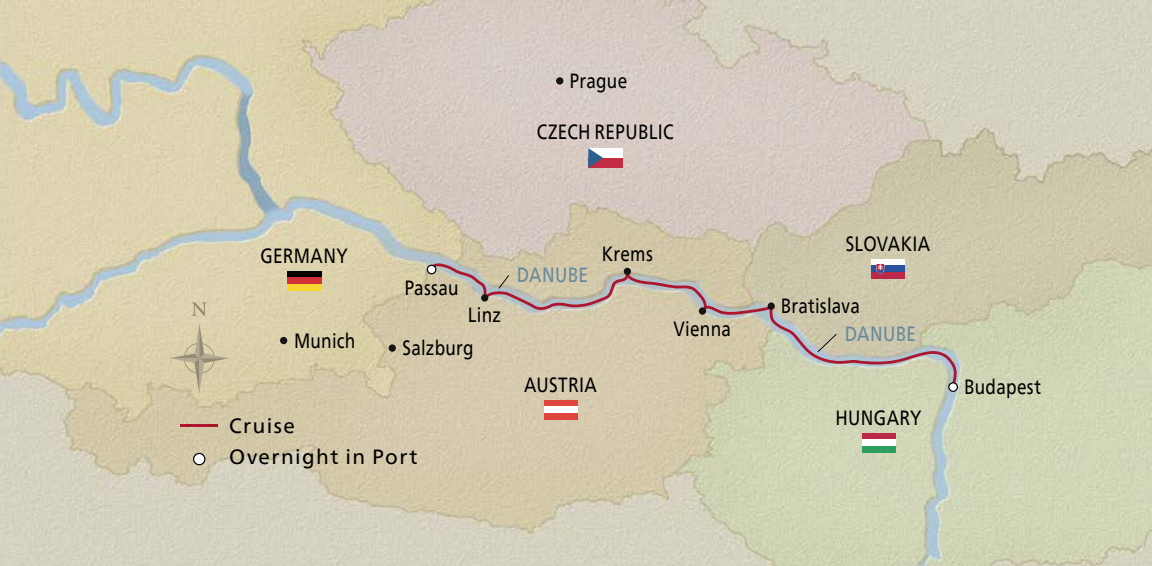 Prague
CZECH REPUBLIC
SLOVAKIA
Krems
GERMANY
DANUBE
Passau
Bratislava
N
Linz
Vienna
DANUBE
Munich
Salzburg
AUSTRIA
Budapest
HUNGARY
Cruise
Overnight in Port